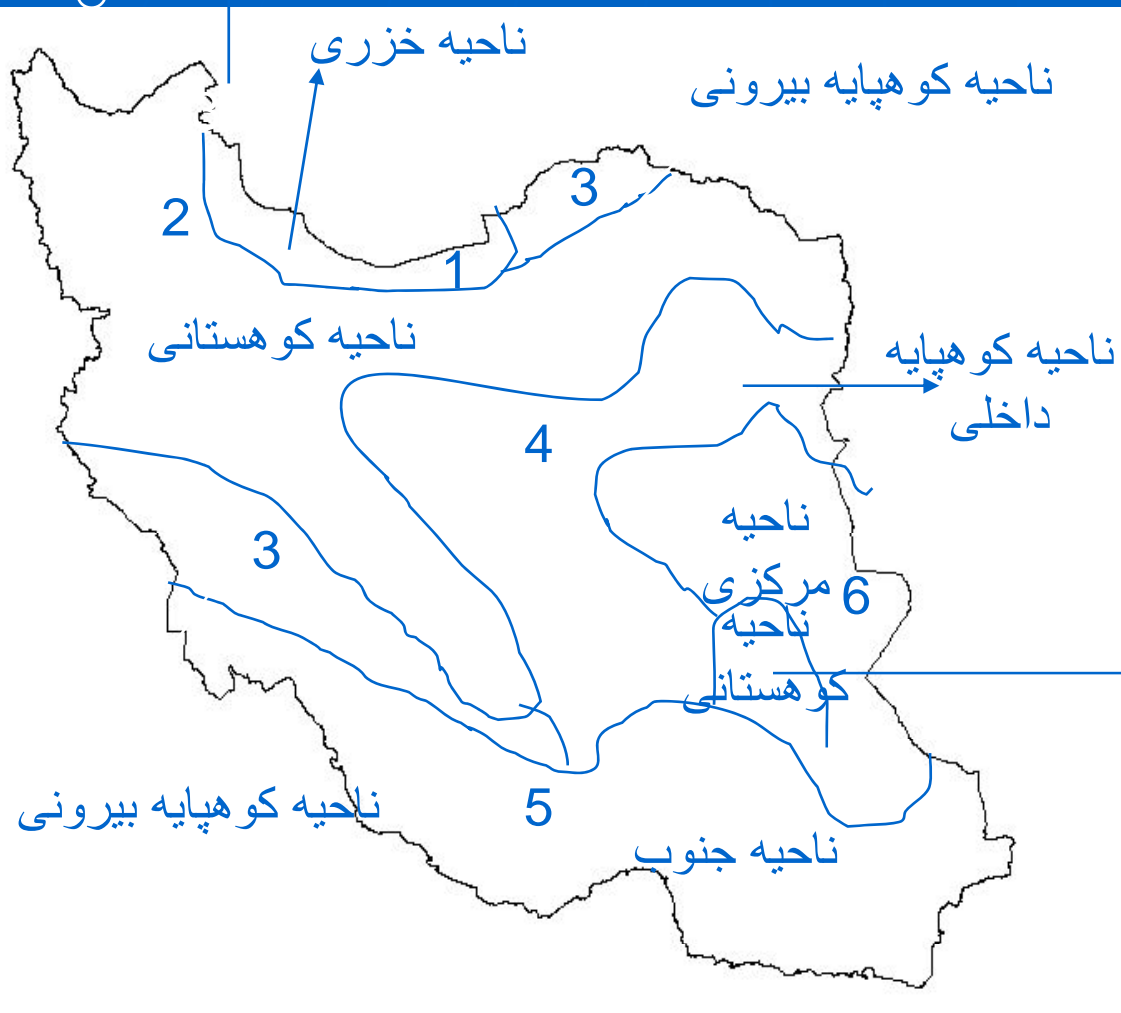 ناحیه خزری
ناحیه کوهپایه بیرونی
3
2
1
ناحیه کوهستانی
ناحیه کوهپایه
داخلی
4
ناحیه
مرکزی
6
3
ناحیه
کوهستانی
ناحیه کوهپایه بیرونی
5
ناحیه جنوب